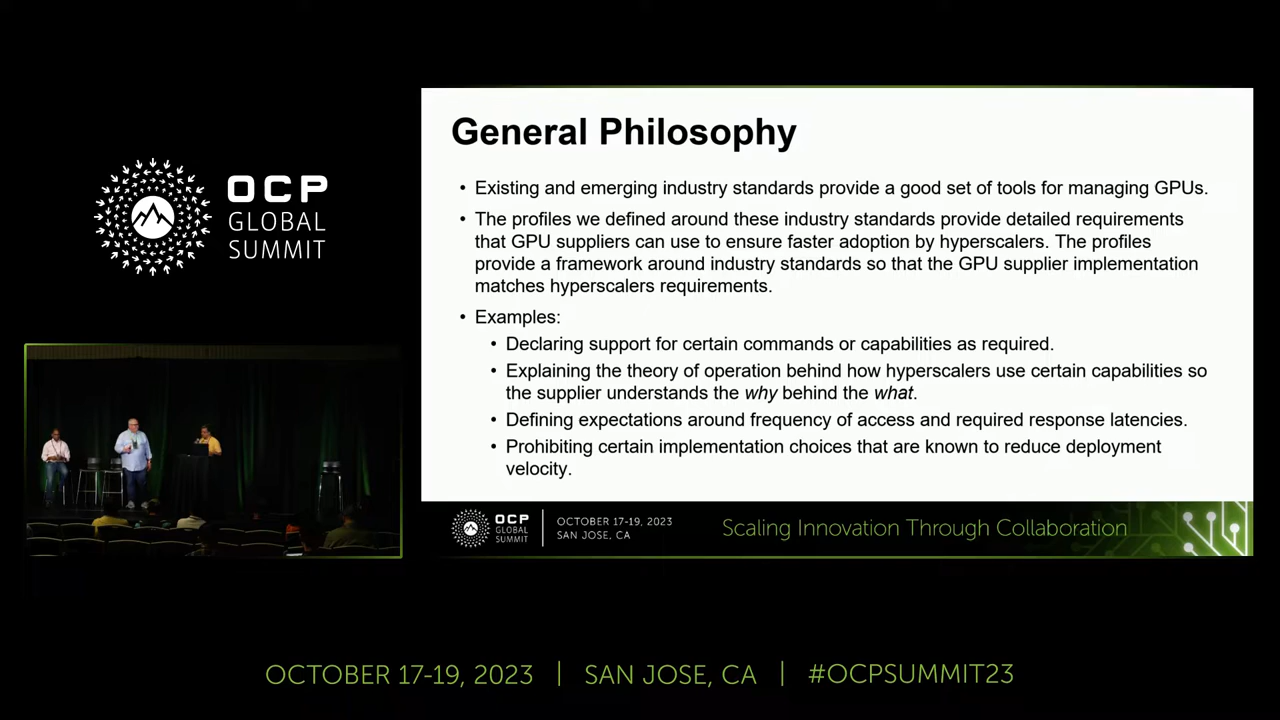 OCP
GLOBAL
SUMMIT
General Philosophy
• Existing and emerging industry standards provide a good set of tools for managing GPUs.
• The profiles we defined around these industry standards provide detailed requirements
that GPU suppliers can use to ensure faster adoption by hyperscalers. The profiles
provide a framework around industry standards so that the GPU supplier implementation
matches hyperscalers requirements.
• Examples:
• Declaring support for certain commands or capabilities as required.
• Explaining the theory of operation behind how hyperscalers use certain capabilities so
the supplier understands the why behind the what.
• Defining expectations around frequency of access and required response latencies.
• Prohibiting certain implementation choices that are known to reduce deployment
velocity.
OCP
GLOBAL
SUMMIT
OCTOBER 17-19, 2023
SAN JOSE, CA
Scaling Innovation Through Collaboration
OCTOBER 17-19, 2023 | SAN JOSE, CA | #OCPSUMMIT23